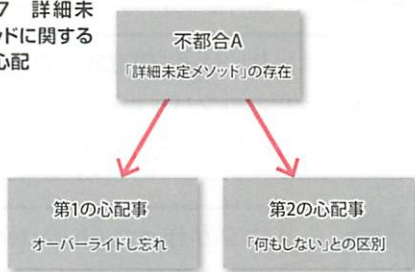 7 詳細未
ッドに関する
心配
不都合A
「詳細未定メソッド」の存在
第1の心配事
オーバーライドし忘れ
第2の心配事
「何もしない」との区別